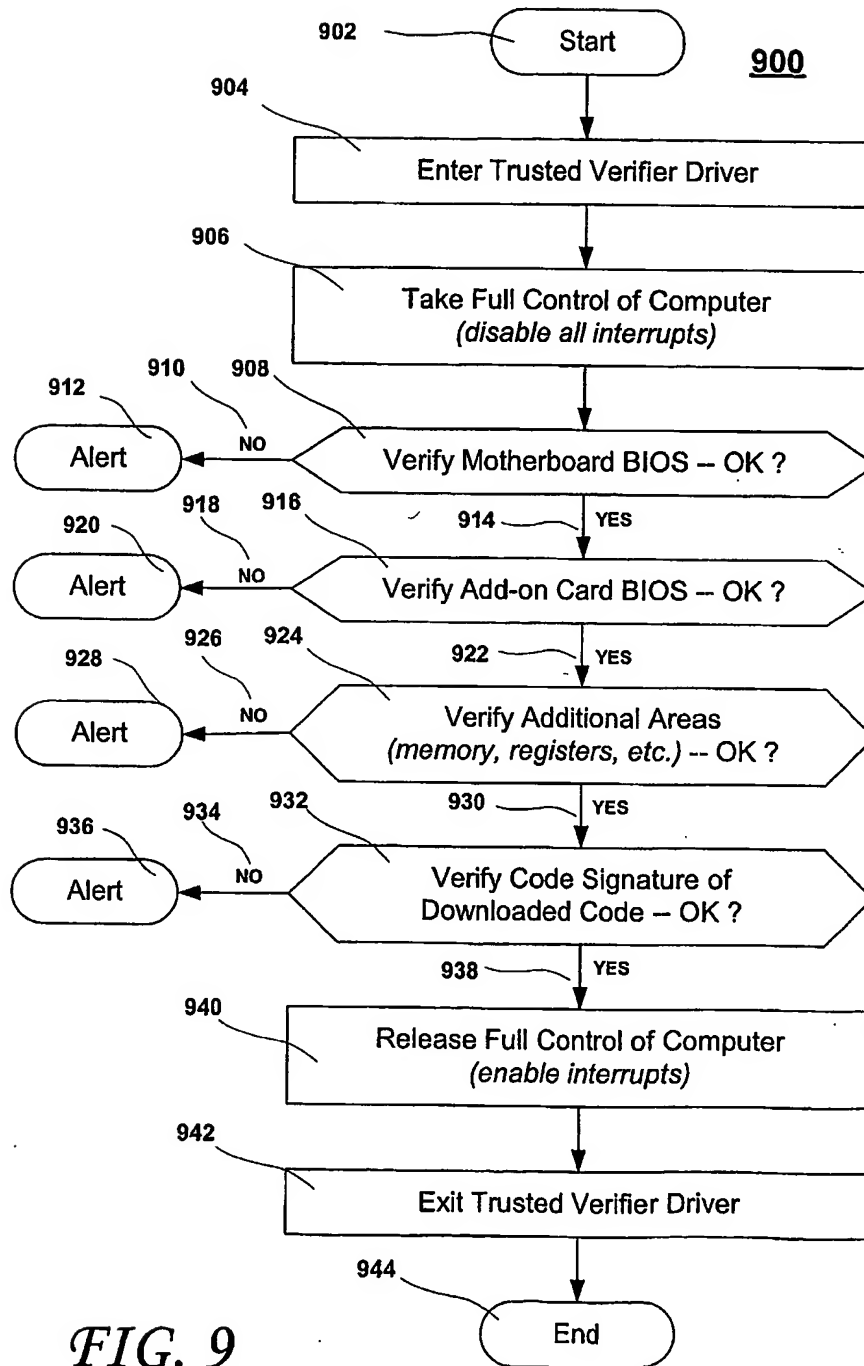 902
Start
900
904
Enter Trusted Verifier Driver
906
Take Full Control of Computer
(disable all interrupts)
910
908
912
Alert
NO
Verify Motherboard BIOS -- OK ?
914
YES
918
916
920
Alert
NO
Verify Add-on Card BIOS -- OK ?
922
YES
926
924
928
Alert
NO
Verify Additional Areas
(memory, registers, etc.) -- OK ?
930
YES
934
932
936
Alert
NO
Verify Code Signature of
Downloaded Code -- OK ?
938
YES
940
Release Full Control of Computer
(enable interrupts)
942
Exit Trusted Verifier Driver
944
End
FIG. 9